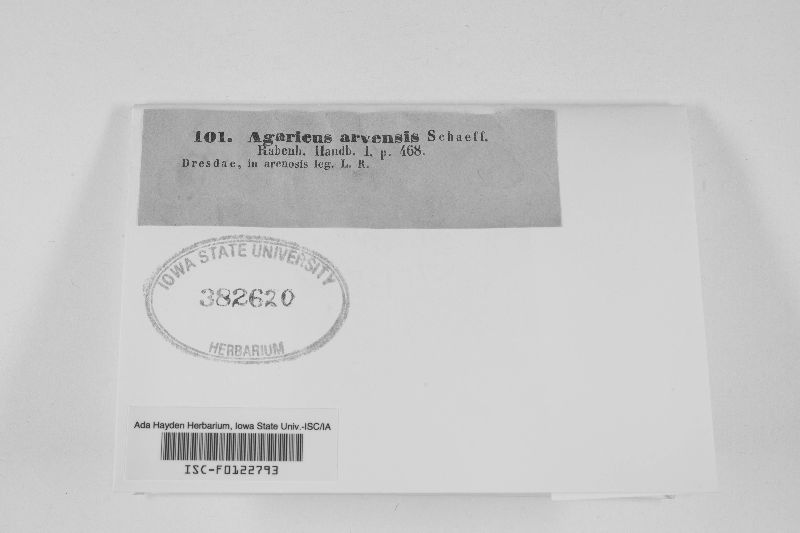 101. Agaricus arvensis Schaeff.
Rabenh. Handb. 1. p. 468.
Dresdae, in arenosis leg. L. R.
IOWA STATE UNIVERSITY
382620
HERBARIUM
Ada Hayden Herbarium, Iowa State Univ.-ISC/IA
ISC-F0122793